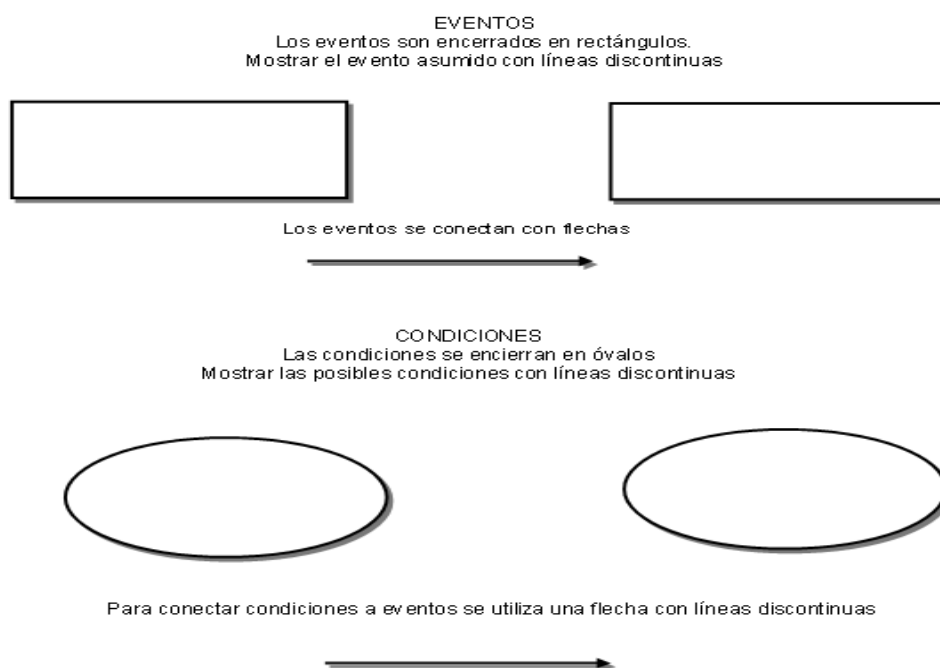 EVENTOS
Los eventos son encerrados en rectángulos.
Mostrar el evento asumido con líneas discontinuas
Los eventos se conectan con flechas
CONDICIONES
Las condiciones se encierran en óvalos
Mostrar las posibles condiciones con líneas discontinuas
Para conectar condiciones a eventos se utiliza una flecha con líneas discontinuas